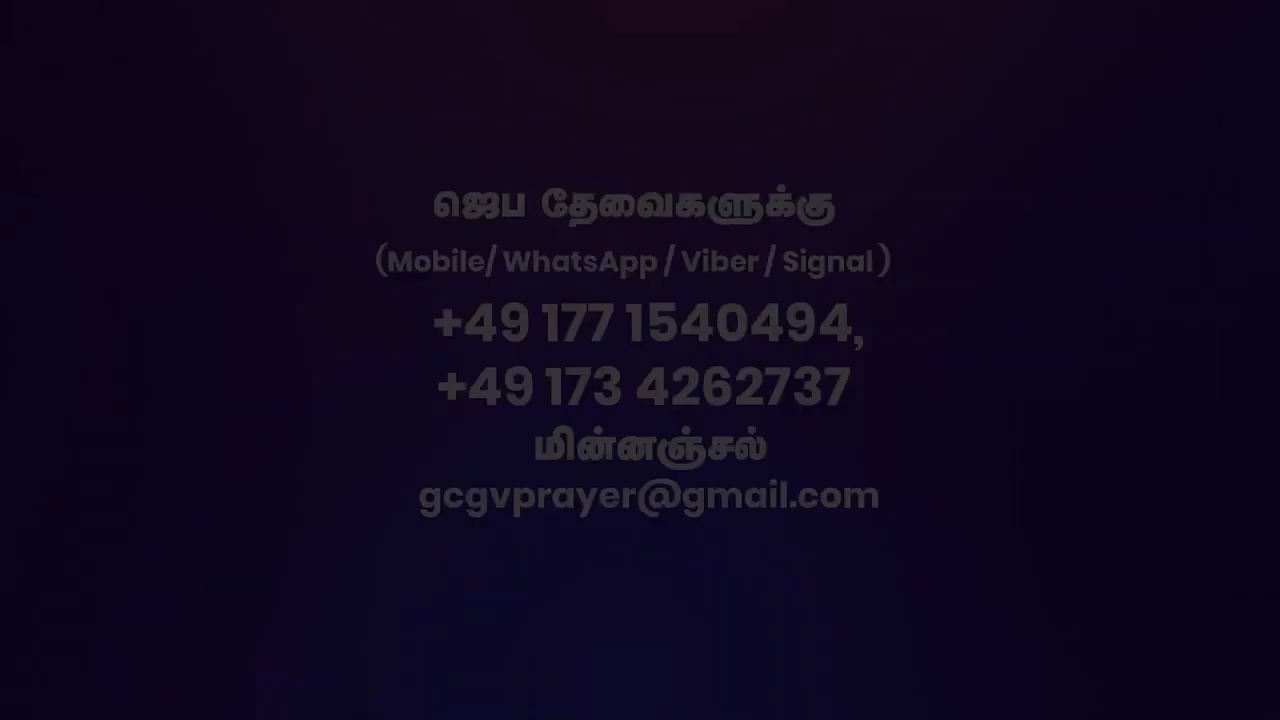 ஜெப தேவைகளுக்கு
(Mobile/ WhatsApp / Viber / Signal )
+49 177 1540494,
+49 173 4262737
மின்னஞ்சல்
gcgvprayer@gmail.com